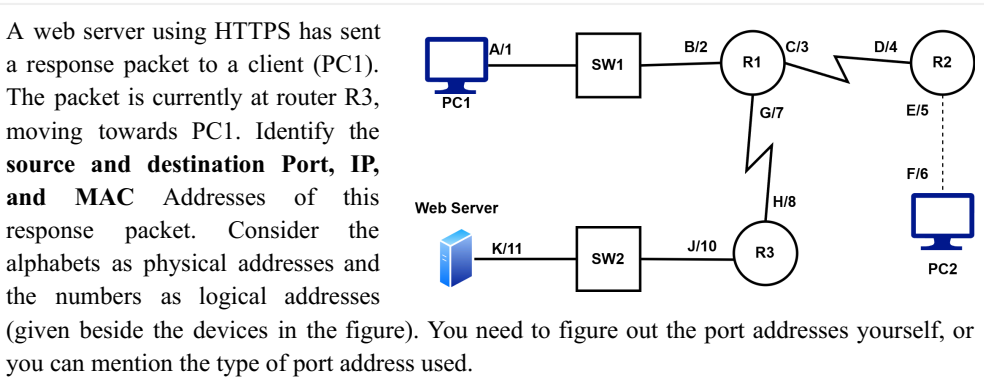 A web server using HTTPS has sent
a response packet to a client (PC1).
The packet is currently at router R3,
moving towards PC1. Identify the
source and destination Port, IP,
and MAC Addresses of this
response packet. Consider the
alphabets as physical addresses and
the numbers as logical addresses
(given beside the devices in the figure). You need to figure out the port addresses yourself, or
you can mention the type of port address used.
A/1
PC1
SW1
B/2
R1
C/3
D/4
R2
G/7
E/5
F/6
PC2
H/8
Web Server
K/11
SW2
J/10
R3